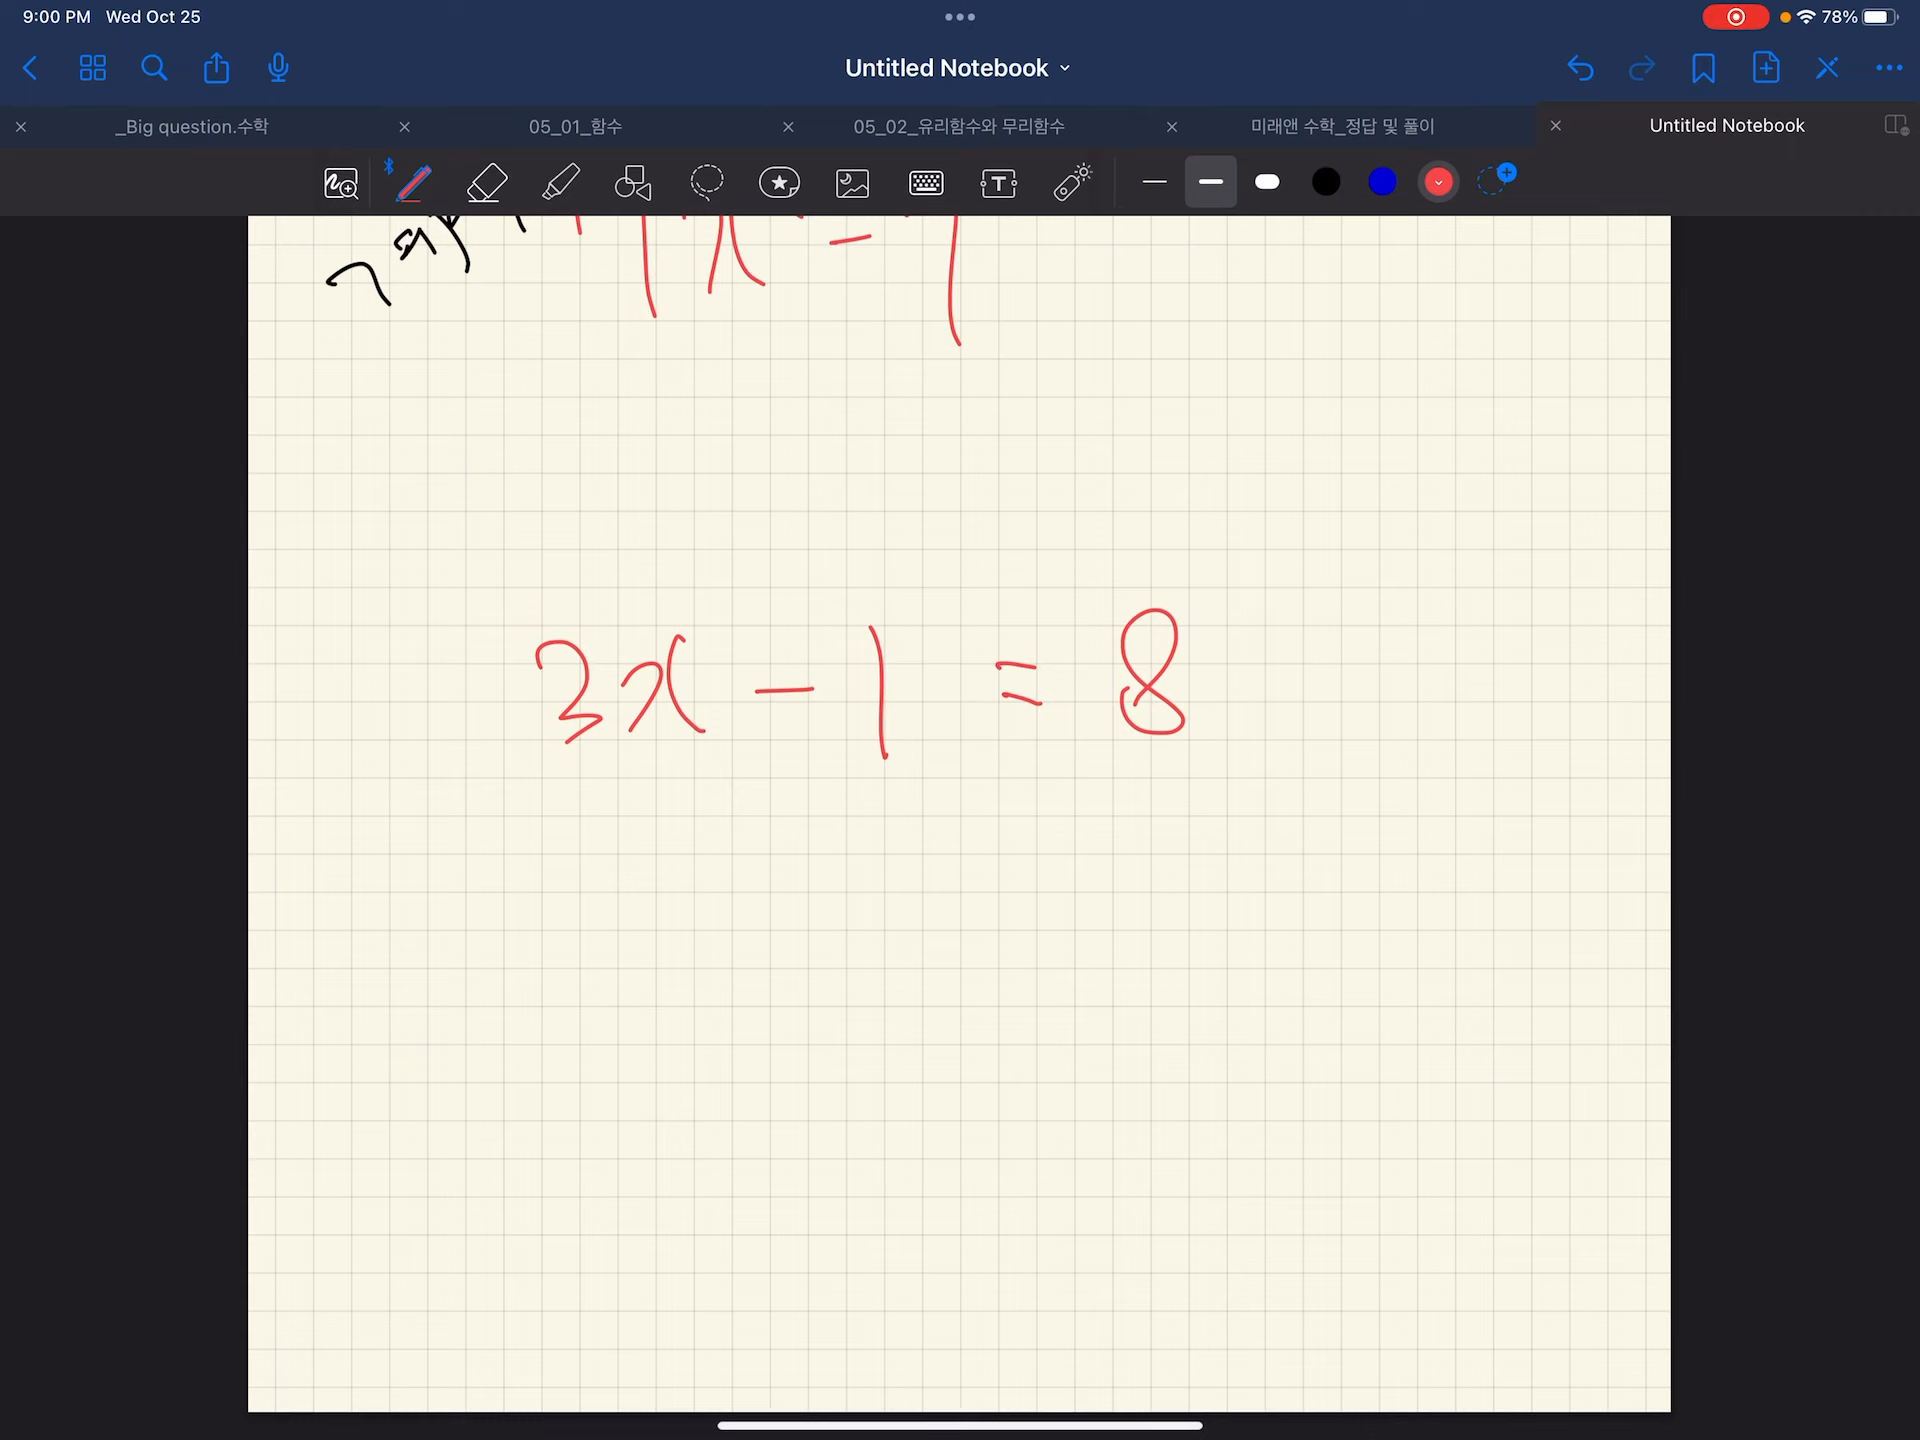 9:00 PM Wed Oct 25
78%
Untitled Notebook
_Big question.수학
05_01_함수
05_02_유리함수와 무리함수
미래앤 수학_정답 및 풀이
Untitled Notebook
T
3x - 1 = 8